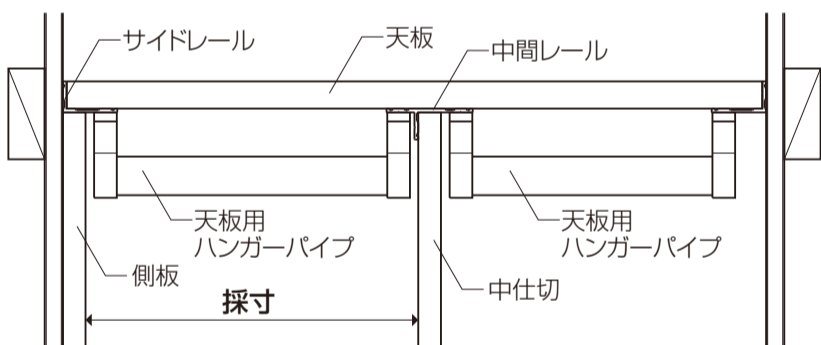 サイドレール
天板
中間レール
天板用
ハンガーパイプ
天板用
ハンガーパイプ
側板
採寸
中仕切